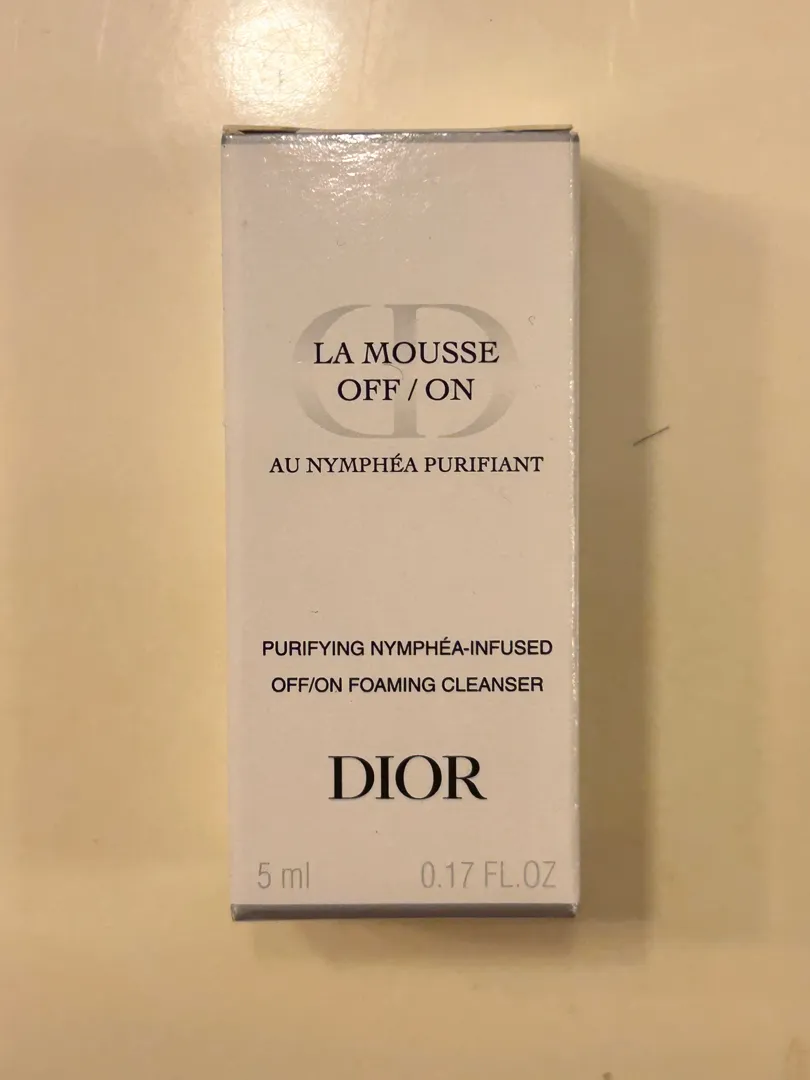 LA MOUSSE
OFF / ON
AU NYMPHÉA PURIFIANT
PURIFYING NYMPHÉA-INFUSED
OFF/ON FOAMING CLEANSER
DIOR
5 ml 0.17 FL.OZ